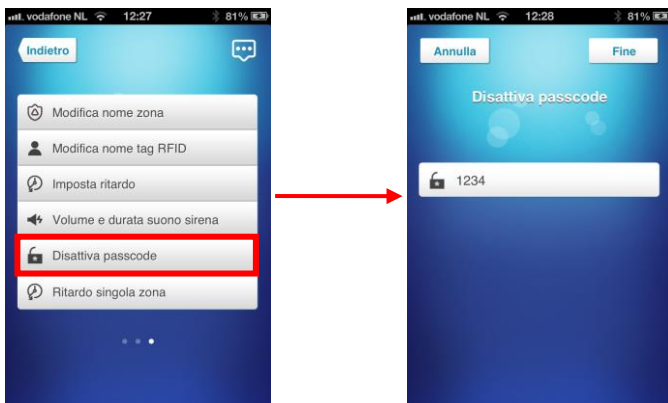 vodafone NL 12:27 81%
Indietro
Modifica nome zona
Modifica nome tag RFID
Imposta ritardo
Volume e durata suono sirena
Disattiva passcode
Ritardo singola zona
vodafone NL 12:28 81%
Annulla Fine
Disattiva passcode
1234